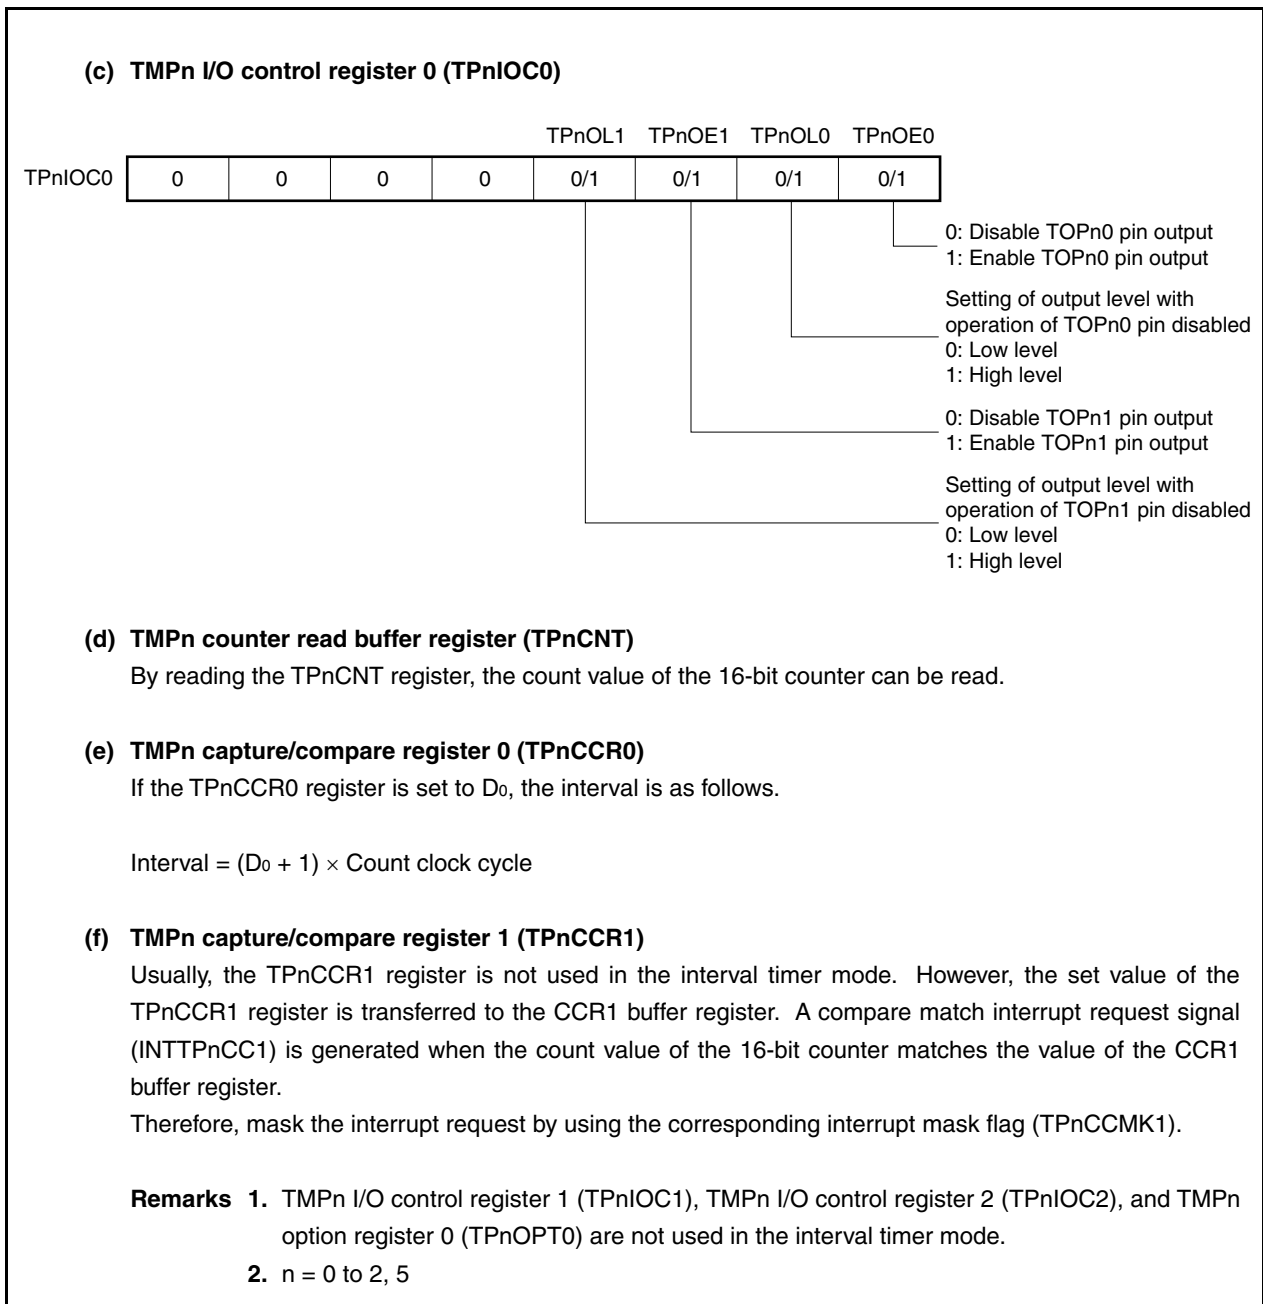 (c) TMPn I/O control register 0 (TPnIOC0)
TPnOL1 TPnOE1 TPnOL0 TPnOE0
TPnIOC0 0 0 0 0 0/1 0/1 0/1 0/1
0: Disable TOPn0 pin output
1: Enable TOPn0 pin output
Setting of output level with
operation of TOPn0 pin disabled
0: Low level
1: High level
0: Disable TOPn1 pin output
1: Enable TOPn1 pin output
Setting of output level with
operation of TOPn1 pin disabled
0: Low level
1: High level
(d) TMPn counter read buffer register (TPnCNT)
By reading the TPnCNT register, the count value of the 16-bit counter can be read.
(e) TMPn capture/compare register 0 (TPnCCR0)
If the TPnCCR0 register is set to D0, the interval is as follows.
Interval = (D0 + 1) × Count clock cycle
(f) TMPn capture/compare register 1 (TPnCCR1)
Usually, the TPnCCR1 register is not used in the interval timer mode. However, the set value of the
TPnCCR1 register is transferred to the CCR1 buffer register. A compare match interrupt request signal
(INTTPnCC1) is generated when the count value of the 16-bit counter matches the value of the CCR1
buffer register.
Therefore, mask the interrupt request by using the corresponding interrupt mask flag (TPnCCMK1).
Remarks 1. TMPn I/O control register 1 (TPnIOC1), TMPn I/O control register 2 (TPnIOC2), and TMPn
option register 0 (TPnOPT0) are not used in the interval timer mode.
2. n = 0 to 2, 5